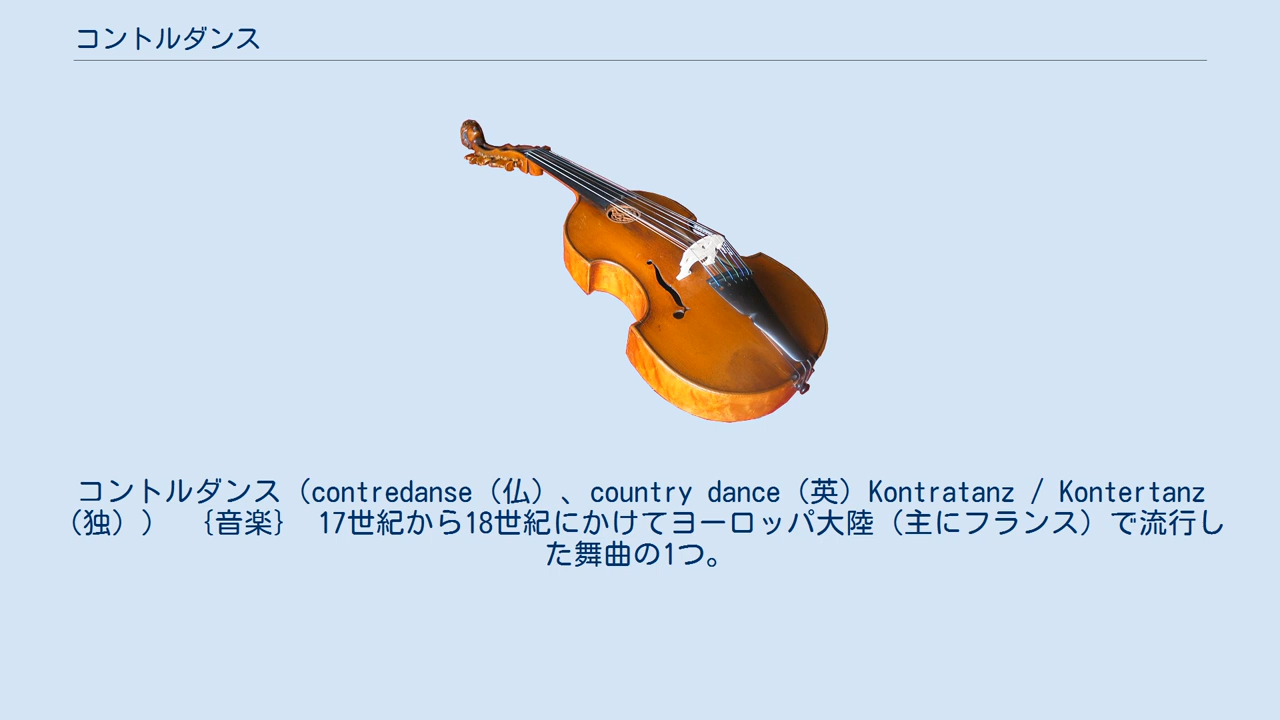 コントルダンス
コントルダンス（contredanse（仏）、country dance（英）Kontratanz / Kontertanz
（独））　｛音楽｝　17世紀から18世紀にかけてヨーロッパ大陸（主にフランス）で流行し
た舞曲の1つ。